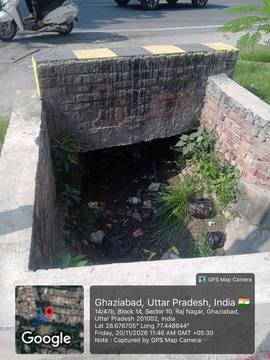 GPS Map Camera
Google
Ghaziabad, Uttar Pradesh, India 🇮🇳
14/47b, Block 14, Sector 10, Raj Nagar, Ghaziabad,
Uttar Pradesh 201002, India
Lat 28.676705° Long 77.448844°
Friday, 20/11/2026 11:46 AM GMT +05:30
Note : Captured by GPS Map Camera